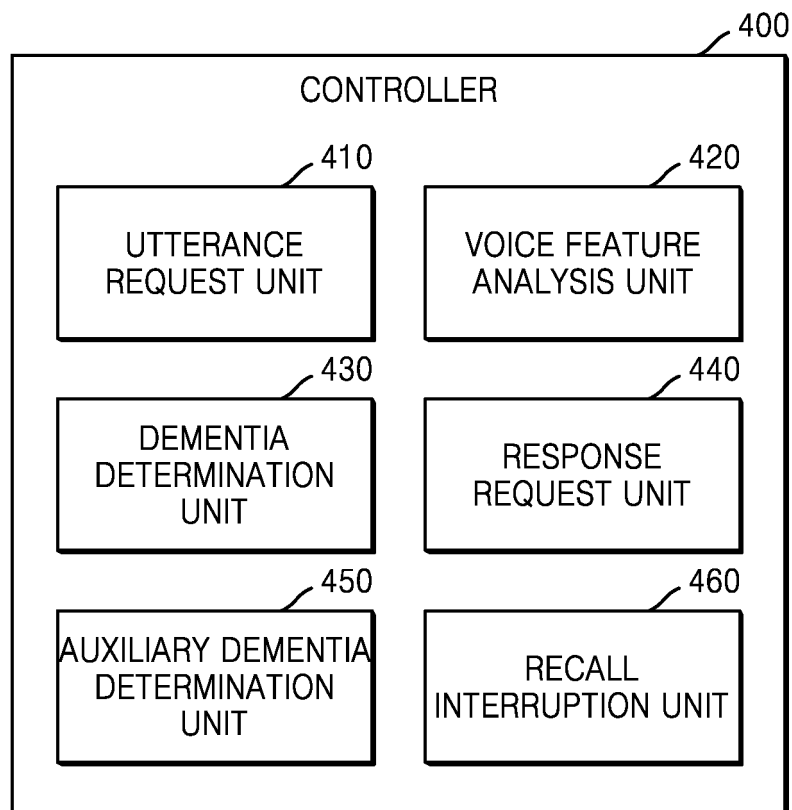 400
CONTROLLER
410
UTTERANCE
REQUEST UNIT
420
VOICE FEATURE
ANALYSIS UNIT
430
DEMENTIA
DETERMINATION
UNIT
440
RESPONSE
REQUEST UNIT
450
AUXILIARY DEMENTIA
DETERMINATION
UNIT
460
RECALL
INTERRUPTION UNIT